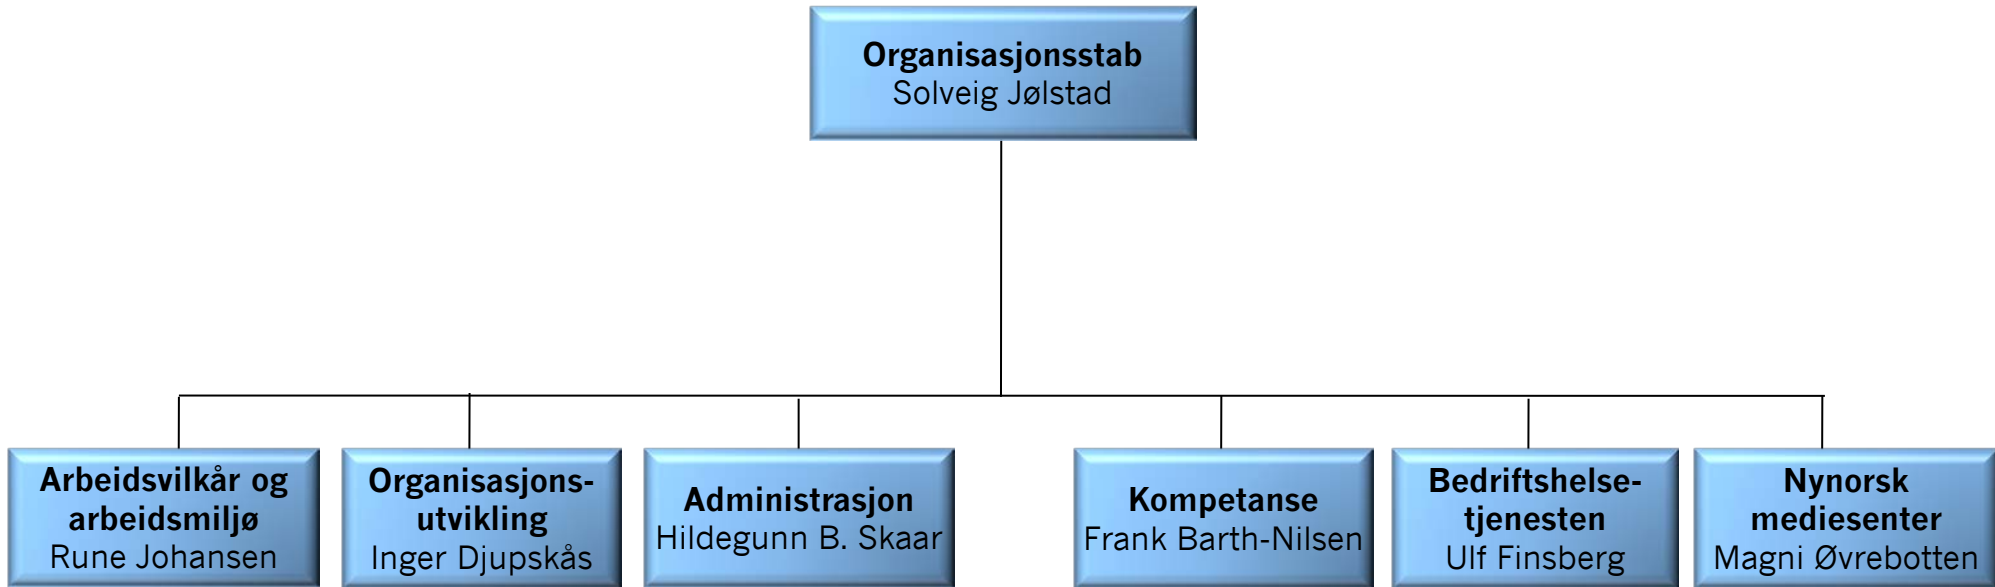 Organisasjonsstab
Solveig Jølstad
Arbeidsvilkår og
arbeidsmiljø
Rune Johansen
Organisasjons-
utvikling
Inger Djupskås
Administrasjon
Hildegunn B. Skaar
Kompetanse
Frank Barth-Nilsen
Bedriftshelse-
tjenesten
Ulf Finsberg
Nynorsk
mediesenter
Magni Øvrebotten